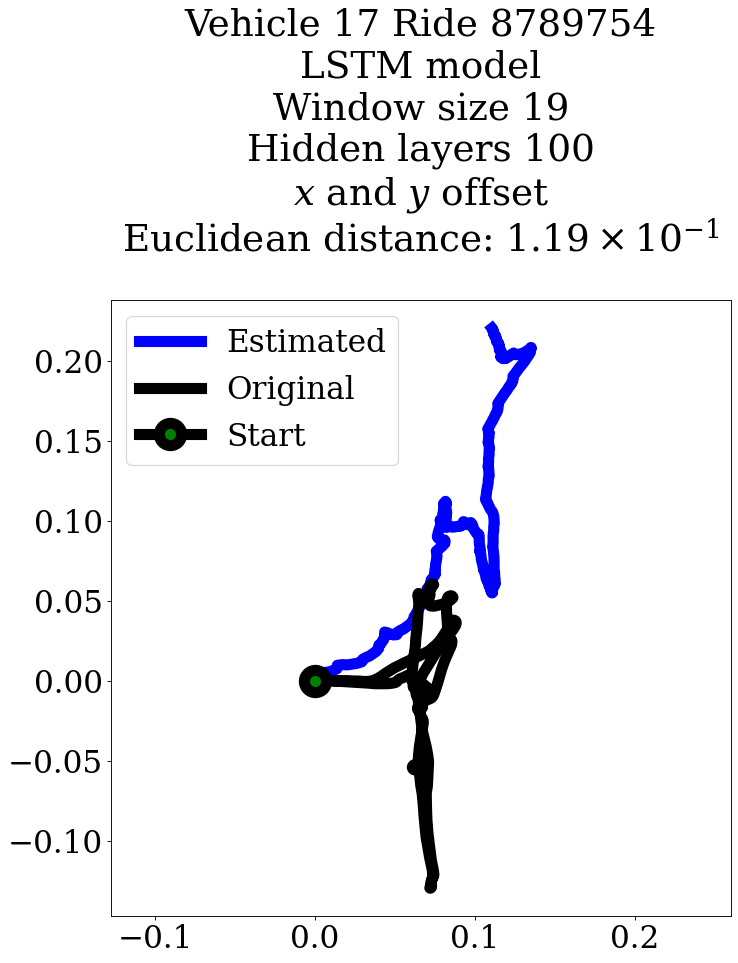 Vehicle 17 Ride 8789754
LSTM model
Window size 19
Hidden layers 100
x and y offset
Euclidean distance: 1.19 × 10⁻¹
Estimated
Original
Start
0.20
0.15
0.10
0.05
0.00
−0.05
−0.10
−0.1 0.0 0.1 0.2